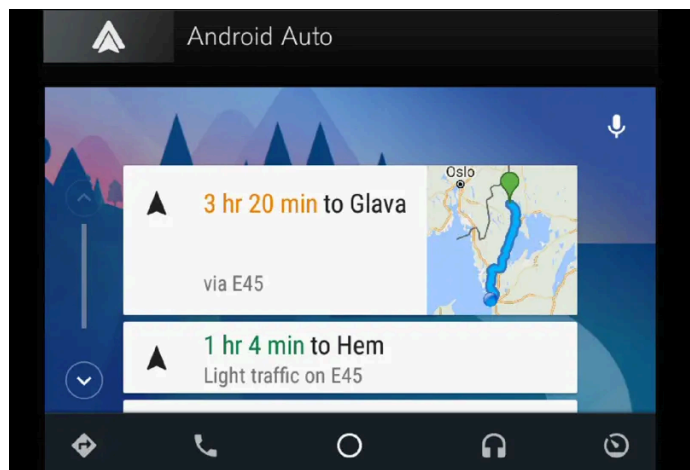 Android Auto
3 hr 20 min to Glava
via E45
Oslo
1 hr 4 min to Hem
Light traffic on E45